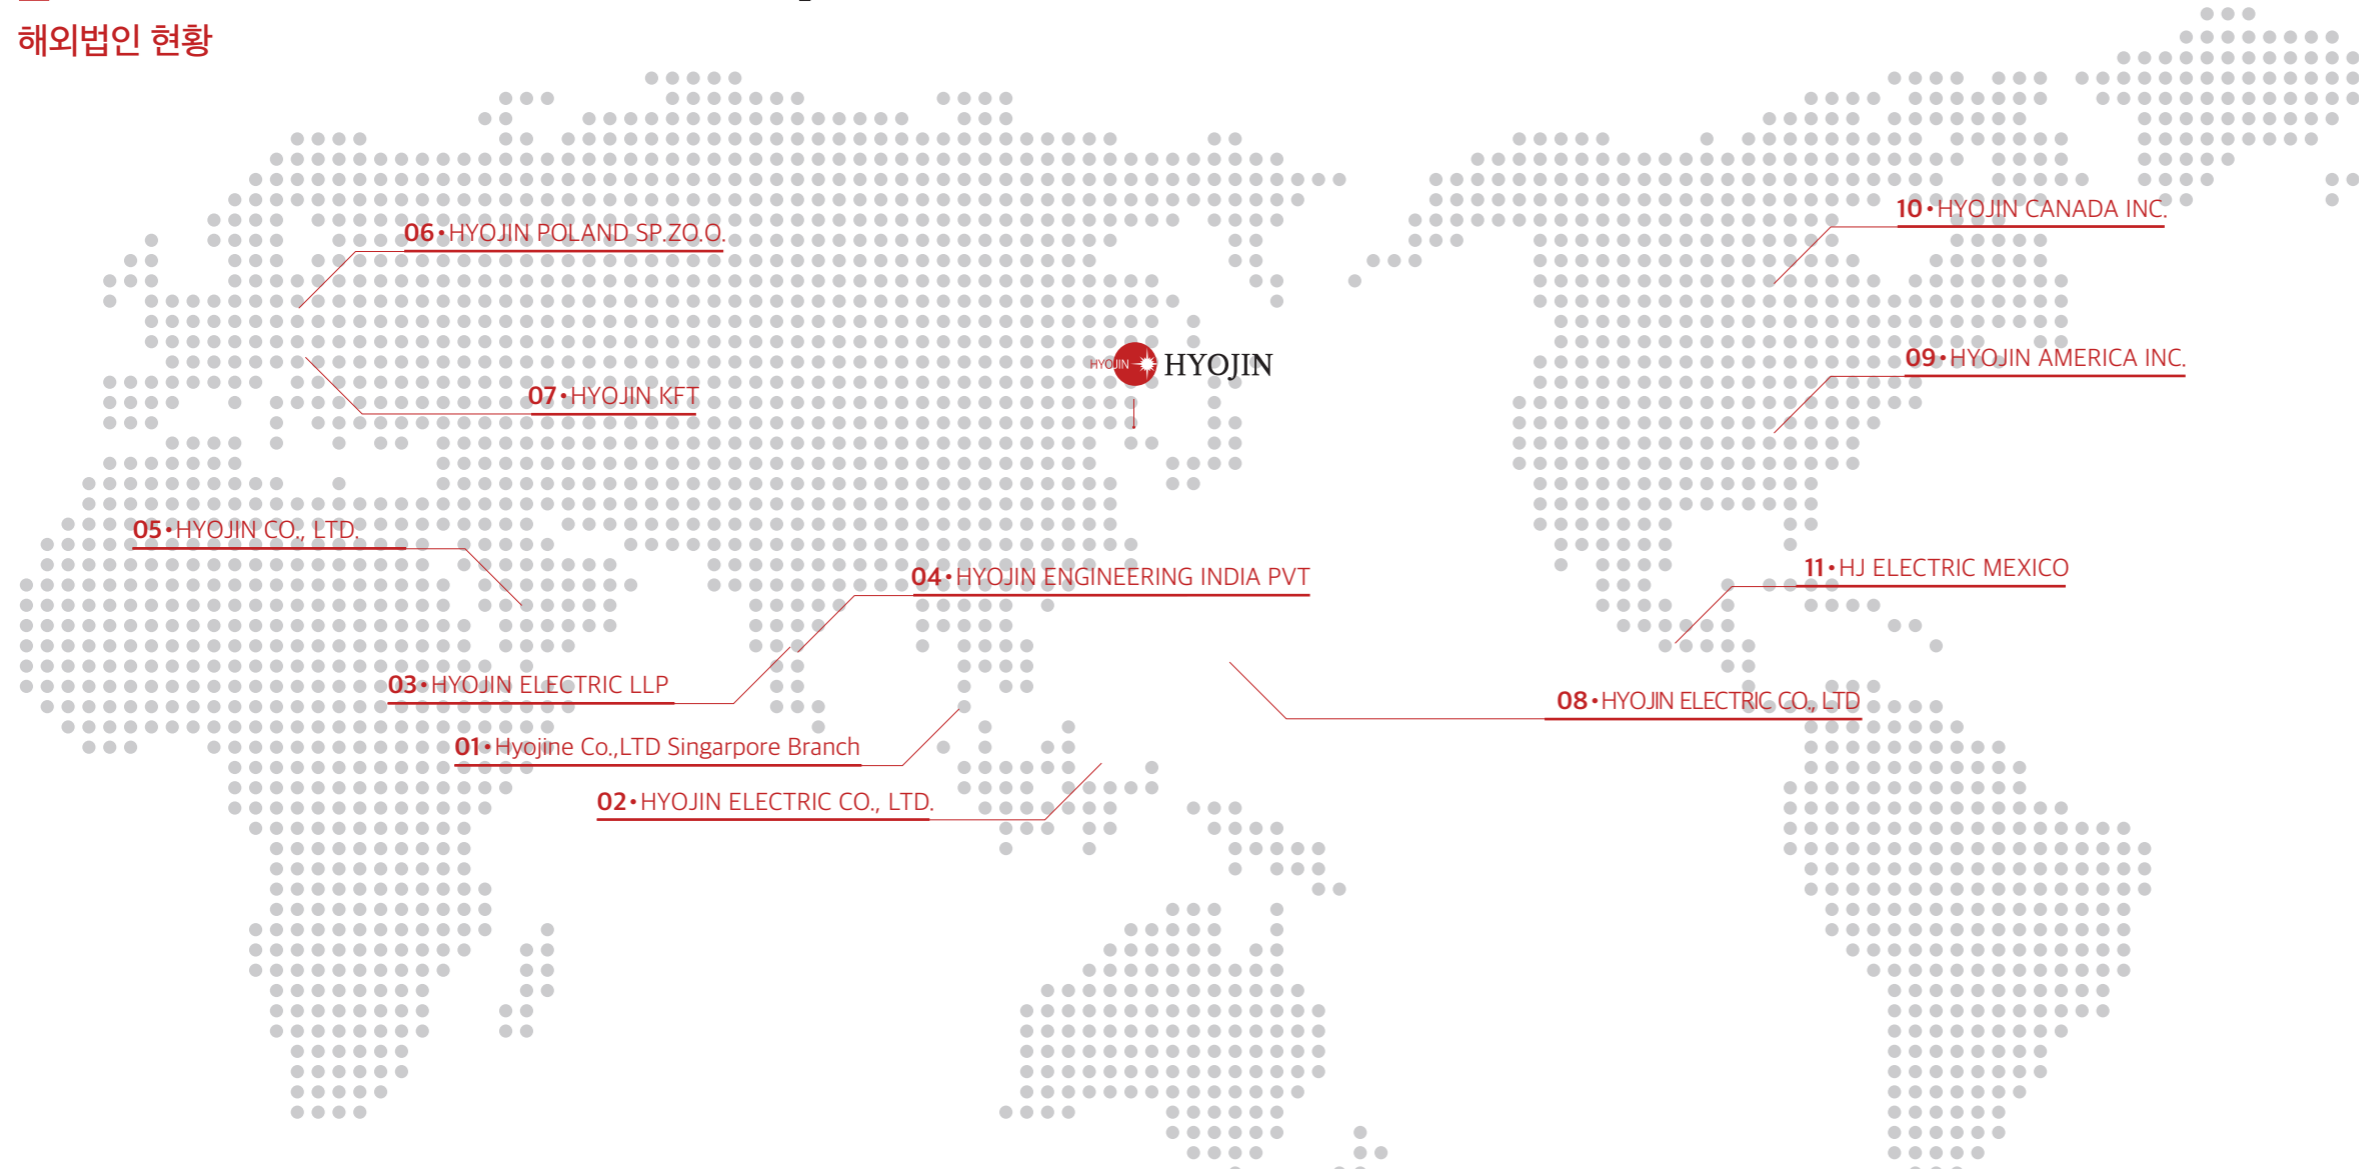 해외법인 현황
10•HYOJIN CANADA INC.
06•HYOJIN POLAND SP.ZO.O.
09•HYOJIN AMERICA INC.
HYOJIN HYOJIN
07•HYOJIN KFT
05•HYOJIN CO., LTD.
11•HJ ELECTRIC MEXICO
04•HYOJIN ENGINEERING INDIA PVT
03•HYOJIN ELECTRIC LLP
08•HYOJIN ELECTRIC CO., LTD
01•Hyojine Co.,LTD Singarpore Branch
02•HYOJIN ELECTRIC CO., LTD.